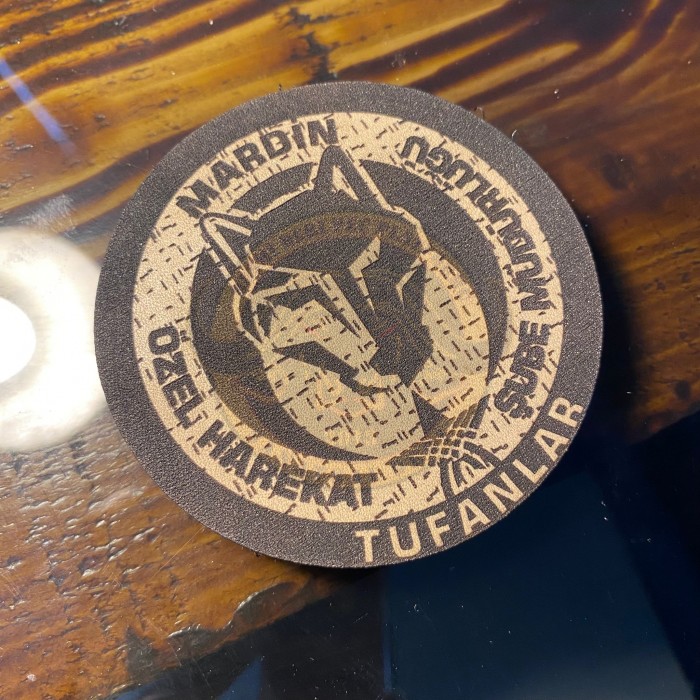 MARDİN
ÖZEL HAREKAT
ŞUBE MÜDÜRLÜĞÜ
TUFANLAR